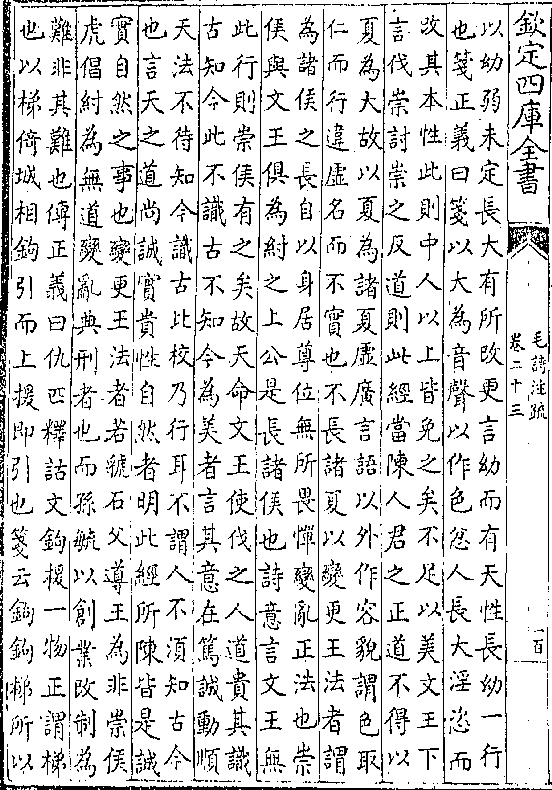 欽定四庫全書
毛詩注疏
卷二十三
一百
以幼弱未定長大有所改更言幼而有天性長幼一行
也箋正義曰箋以大為音聲以作色忿人長大淫恣而
改其本性此則中人以上皆免之矣不足以美文王下
言伐崇討崇之反道則此經當陳人君之正道不得以
夏為大故以夏為諸夏虛廣言語以外作容貌謂色取
仁而行違虛名而不實也不長諸夏以變更王法者謂
為諸侯之長自以身居尊位無所畏憚變亂正法也崇
侯與文王俱為紂之上公是長諸侯也詩意言文王無
此行則崇侯有之矣故天命文王使伐之人道貴其識
古知今此不識古不知今為美者言其意在篤誠動順
天法不待知今識古比校乃行耳不謂人不須知古今
也言天之道尚誠實貴性自然者明此經所陳皆是誠
實自然之事也變更王法者若虢石父導王為非崇侯
虎倡紂為無道變亂典刑者也而孫毓以創業改制為
難非其難也傳正義曰仇匹釋詁文鉤援一物正謂梯
也以梯倚城相鉤引而上援即引也箋云鉤鉤梯所以